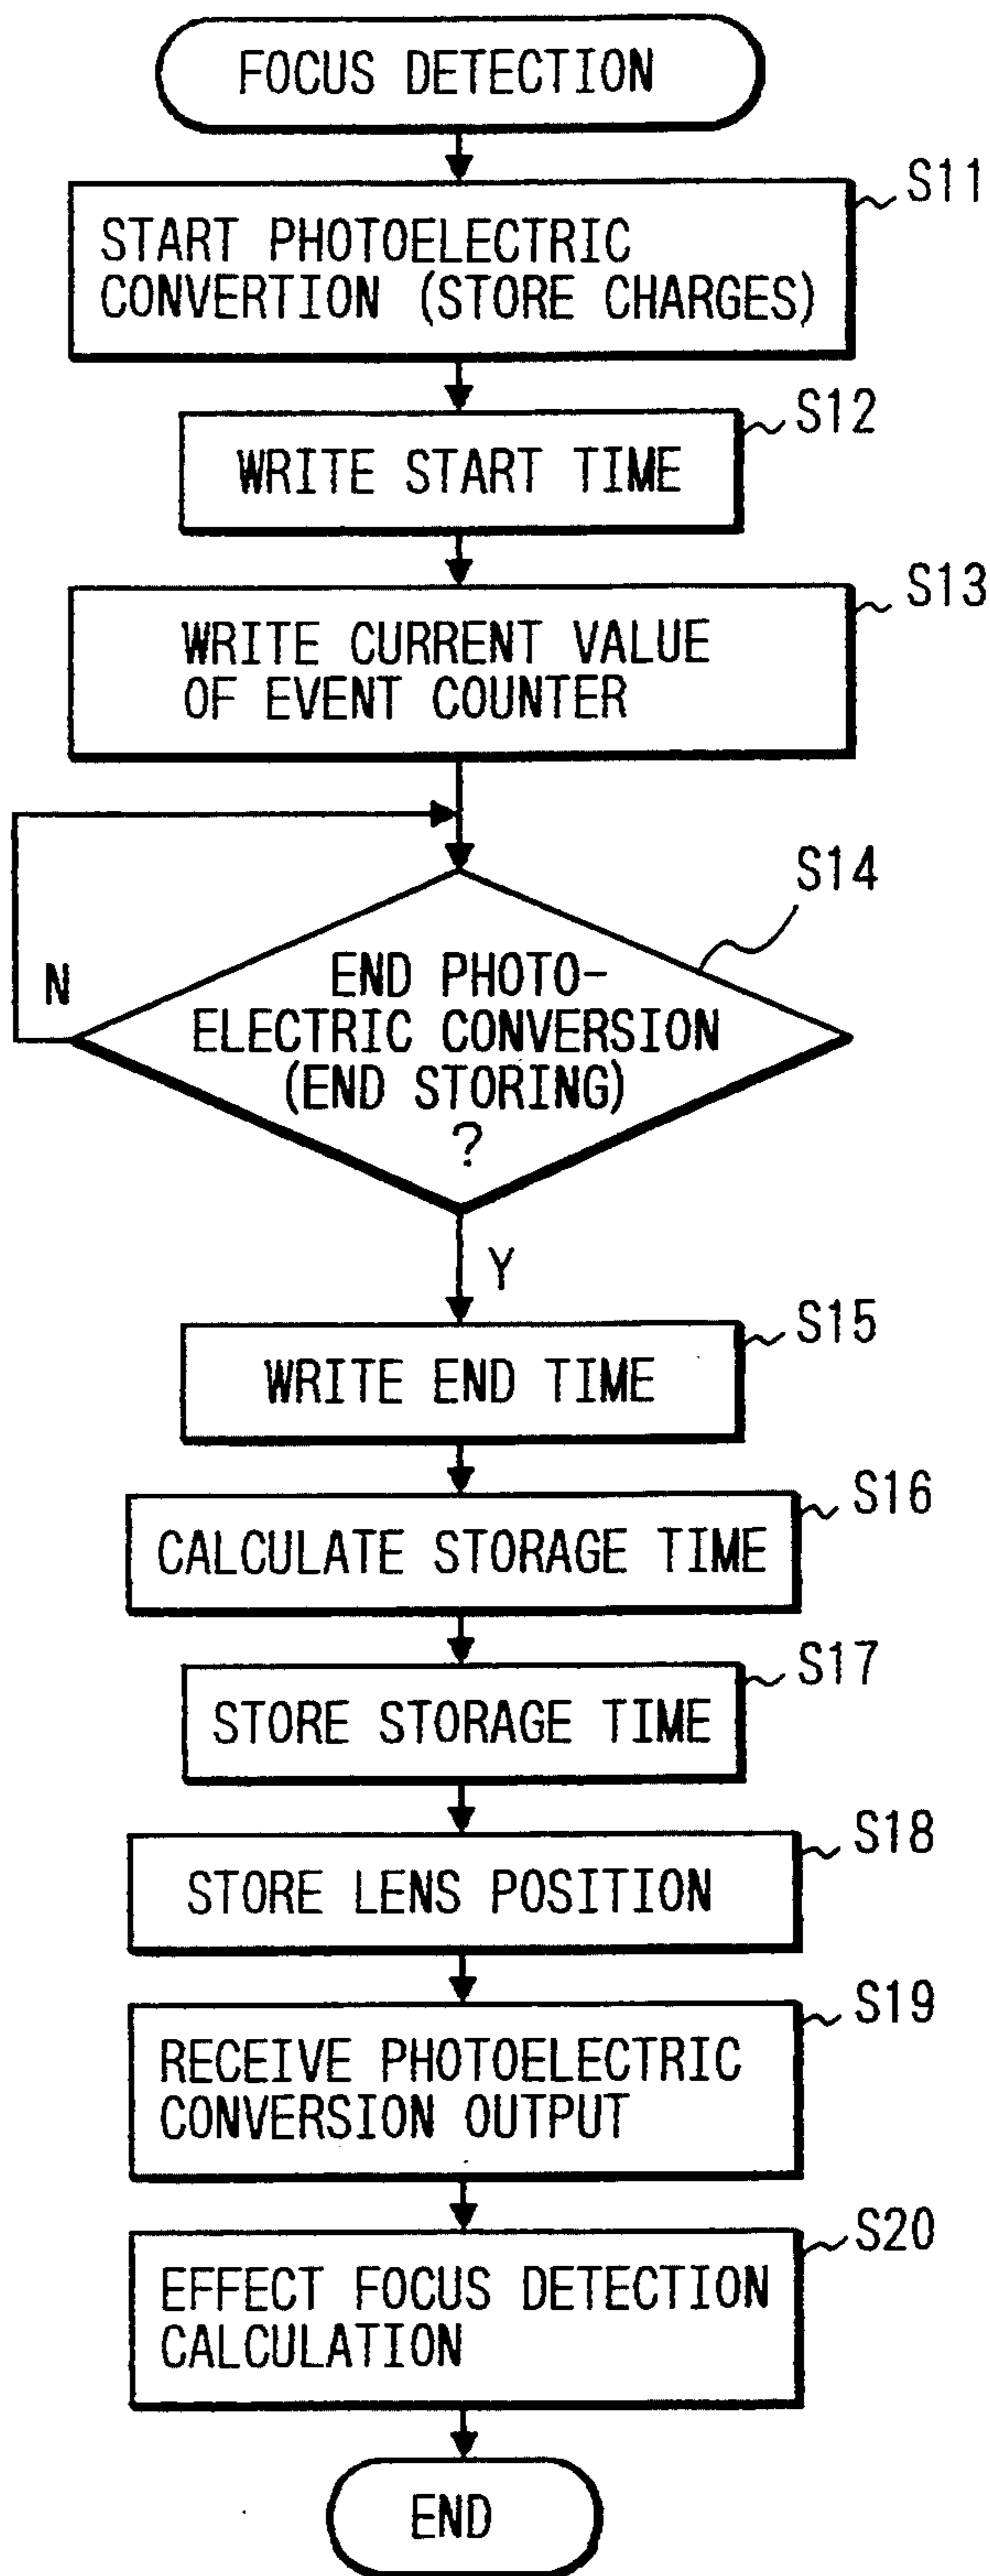 FOCUS DETECTION
S11
START PHOTOELECTRIC
CONVERTION (STORE CHARGES)
S12
WRITE START TIME
S13
WRITE CURRENT VALUE
OF EVENT COUNTER
S14
N
END PHOTO-
ELECTRIC CONVERSION
(END STORING)
?
Y
S15
WRITE END TIME
S16
CALCULATE STORAGE TIME
S17
STORE STORAGE TIME
S18
STORE LENS POSITION
S19
RECEIVE PHOTOELECTRIC
CONVERSION OUTPUT
S20
EFFECT FOCUS DETECTION
CALCULATION
END